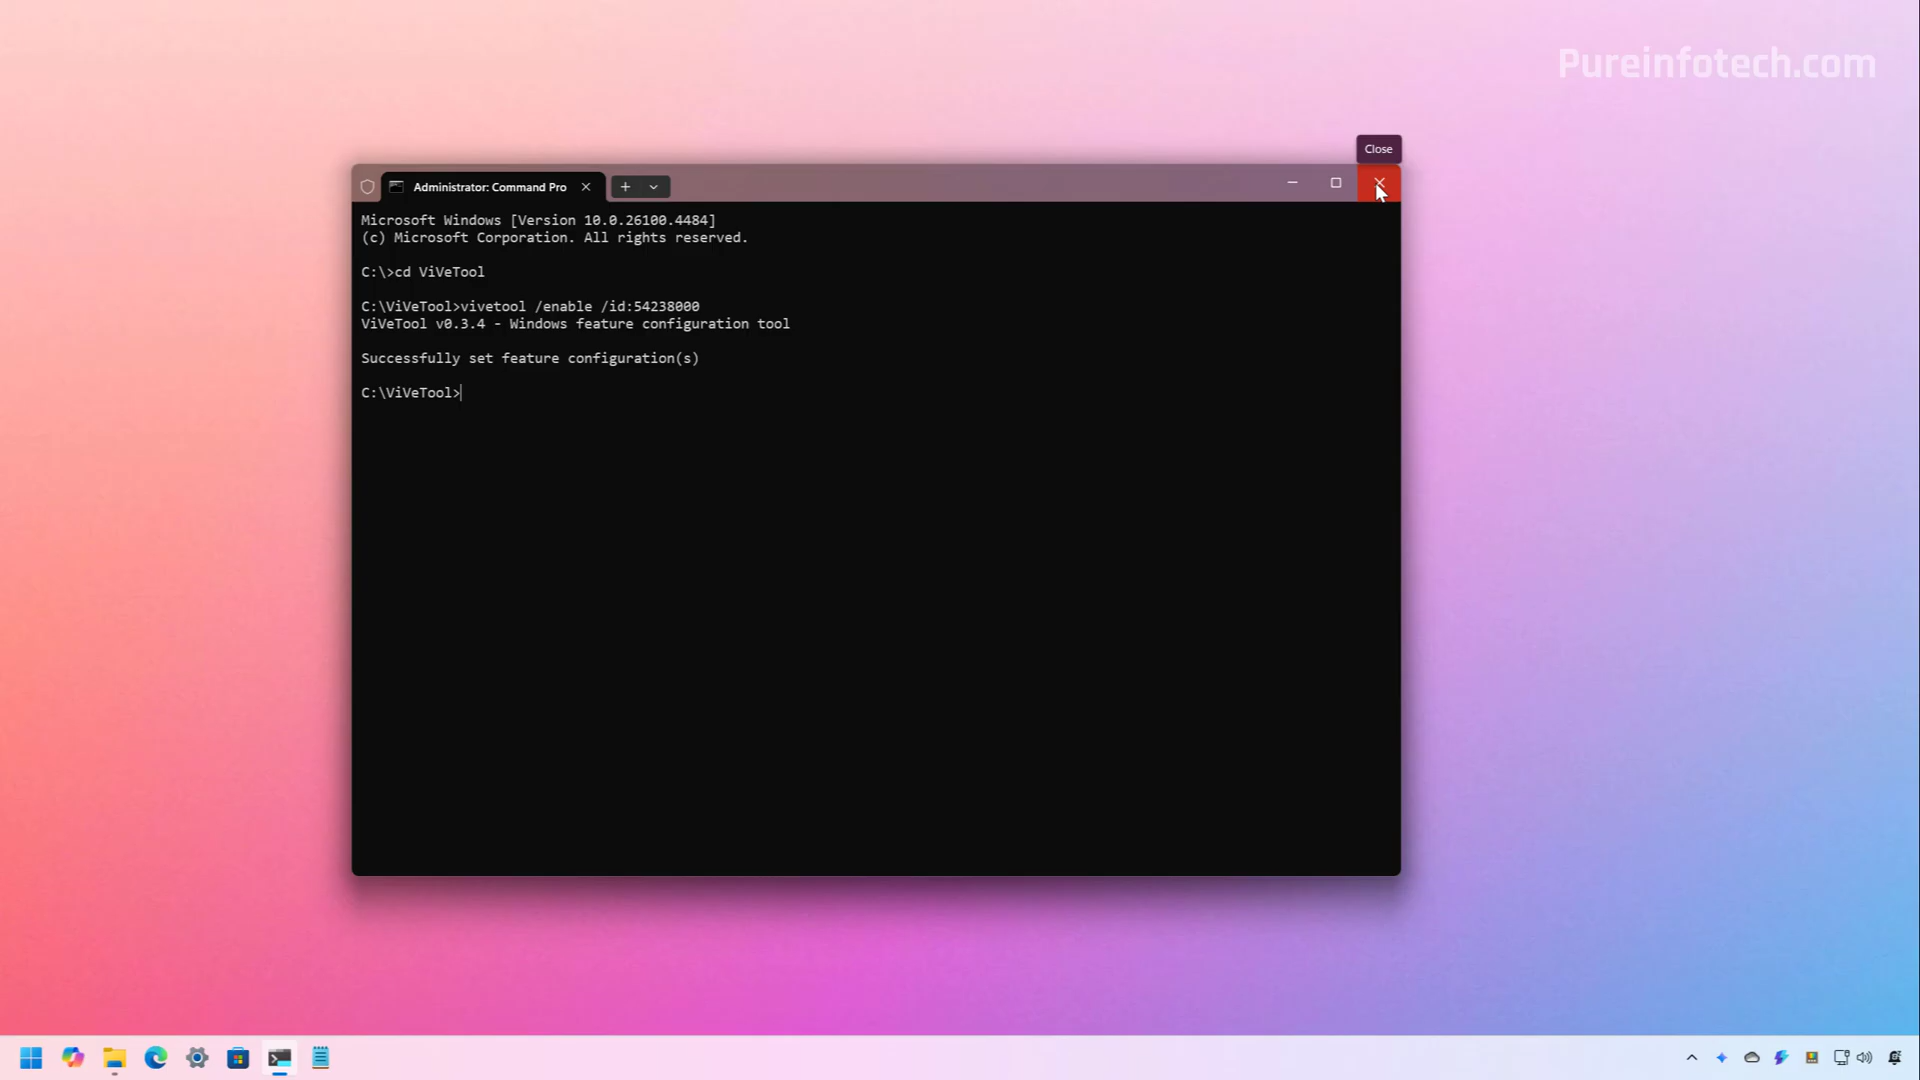 Pureinfotech.com
Close
Administrator: Command Pro
Microsoft Windows [Version 10.0.26100.4484]
(c) Microsoft Corporation. All rights reserved.
C:\>cd ViVeTool
C:\ViVeTool>vivetool /enable /id:54238000
ViVeTool v0.3.4 - Windows feature configuration tool
Successfully set feature configuration(s)
C:\ViVeTool>